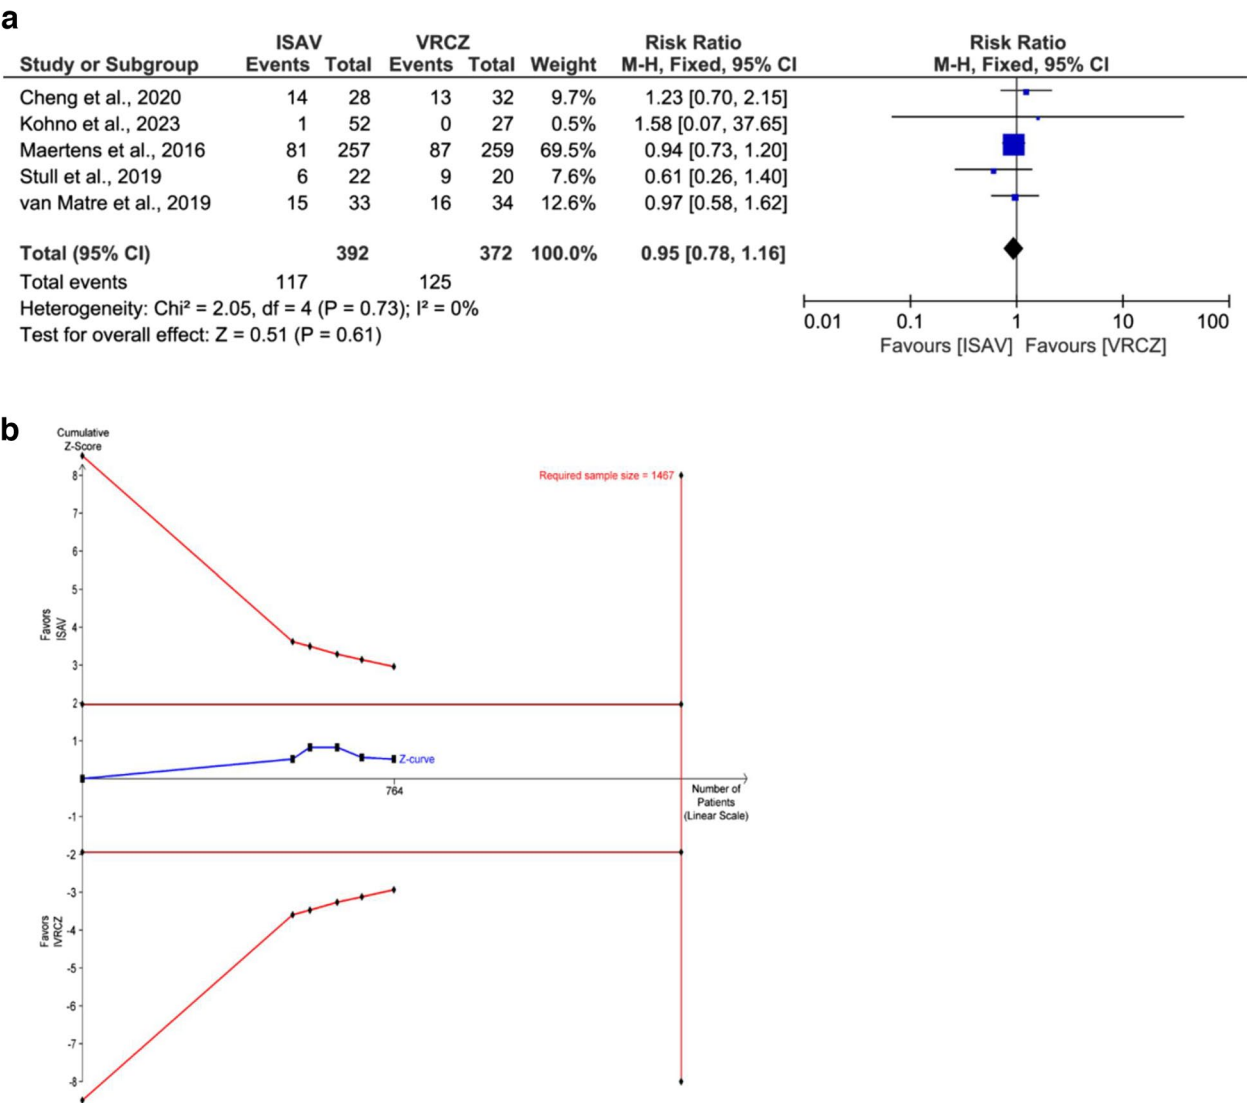 a
ISAV VRCZ Risk Ratio Risk Ratio
Study or Subgroup Events Total Events Total Weight M-H, Fixed, 95% CI M-H, Fixed, 95% CI
Cheng et al., 2020 14 28 13 32 9.7% 1.23 [0.70, 2.15]
Kohno et al., 2023 1 52 0 27 0.5% 1.58 [0.07, 37.65]
Maertens et al., 2016 81 257 87 259 69.5% 0.94 [0.73, 1.20]
Stull et al., 2019 6 22 9 20 7.6% 0.61 [0.26, 1.40]
van Matre et al., 2019 15 33 16 34 12.6% 0.97 [0.58, 1.62]
Total (95% CI) 392 372 100.0% 0.95 [0.78, 1.16]
Total events 117 125
Heterogeneity: Chi² = 2.05, df = 4 (P = 0.73); I² = 0%
Test for overall effect: Z = 0.51 (P = 0.61)
0.01 0.1 1 10 100
Favours [ISAV] Favours [VRCZ]
b
Cumulative
Z-Score
Required sample size = 1467
8
7
6
5
4
3
2
1
-1
-2
-3
-4
-5
-6
-7
-8
Favors
ISAV
Z-curve
764
Number of
Patients
(Linear Scale)
Favors
IVRCZ